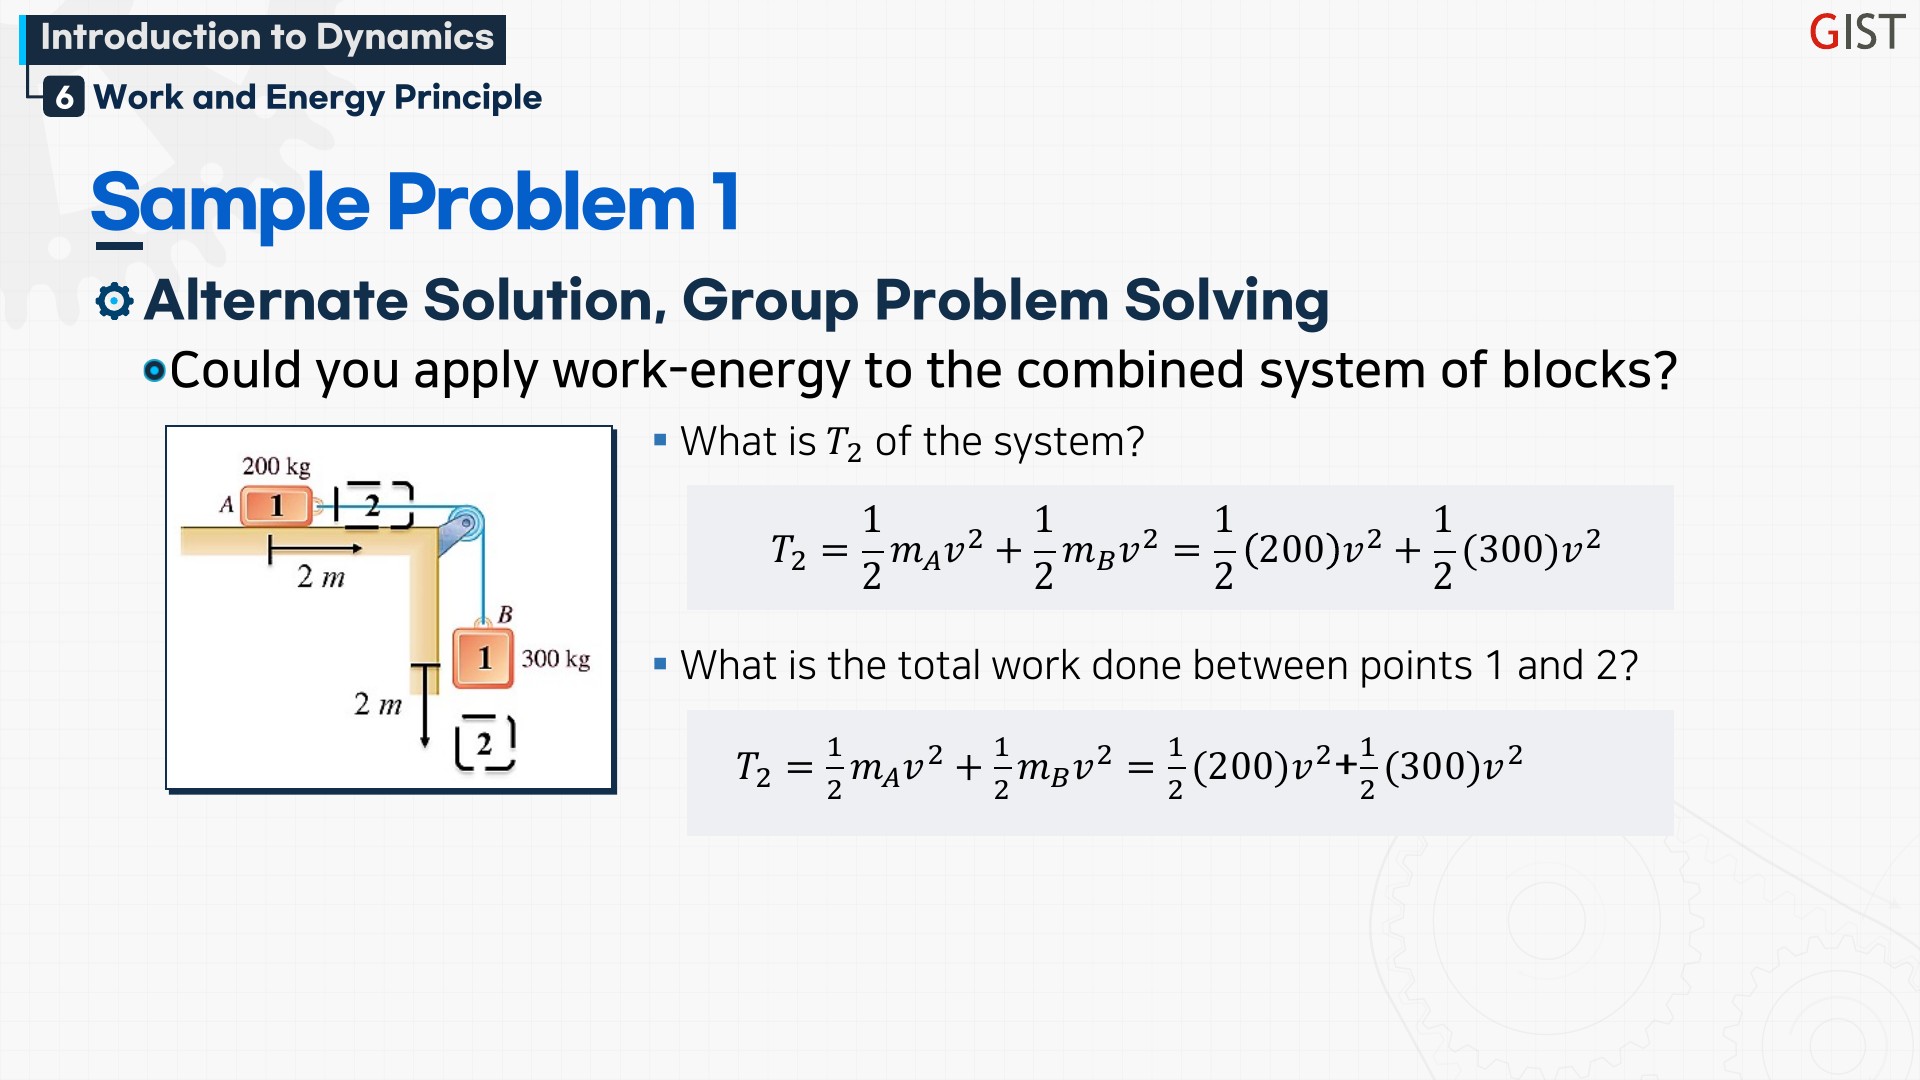 Introduction to Dynamics
GIST
6 Work and Energy Principle
Sample Problem 1
Alternate Solution, Group Problem Solving
Could you apply work-energy to the combined system of blocks?
200 kg
A 1 2
2 m
B
1 300 kg
2 m
2
What is T₂ of the system?
T₂ = 1/2 m_A v² + 1/2 m_B v² = 1/2 (200)v² + 1/2 (300)v²
What is the total work done between points 1 and 2?
T₂ = 1/2 m_A v² + 1/2 m_B v² = 1/2 (200)v²+1/2 (300)v²